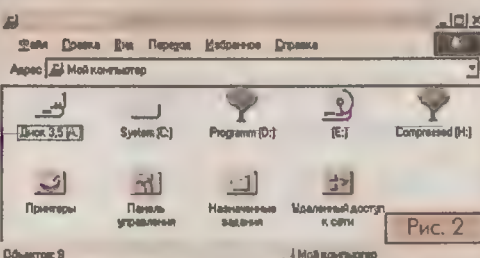 Файл Правка Вид Переход Избранное Справка
Адрес Мой компьютер
Диск 3,5 (A:) System (C:) Programm (D:) (E:) Compressed (H:)
Принтеры Панель управления Назначенные задания Удаленный доступ к сети
Объектов: 9 Мой компьютер
Рис. 2